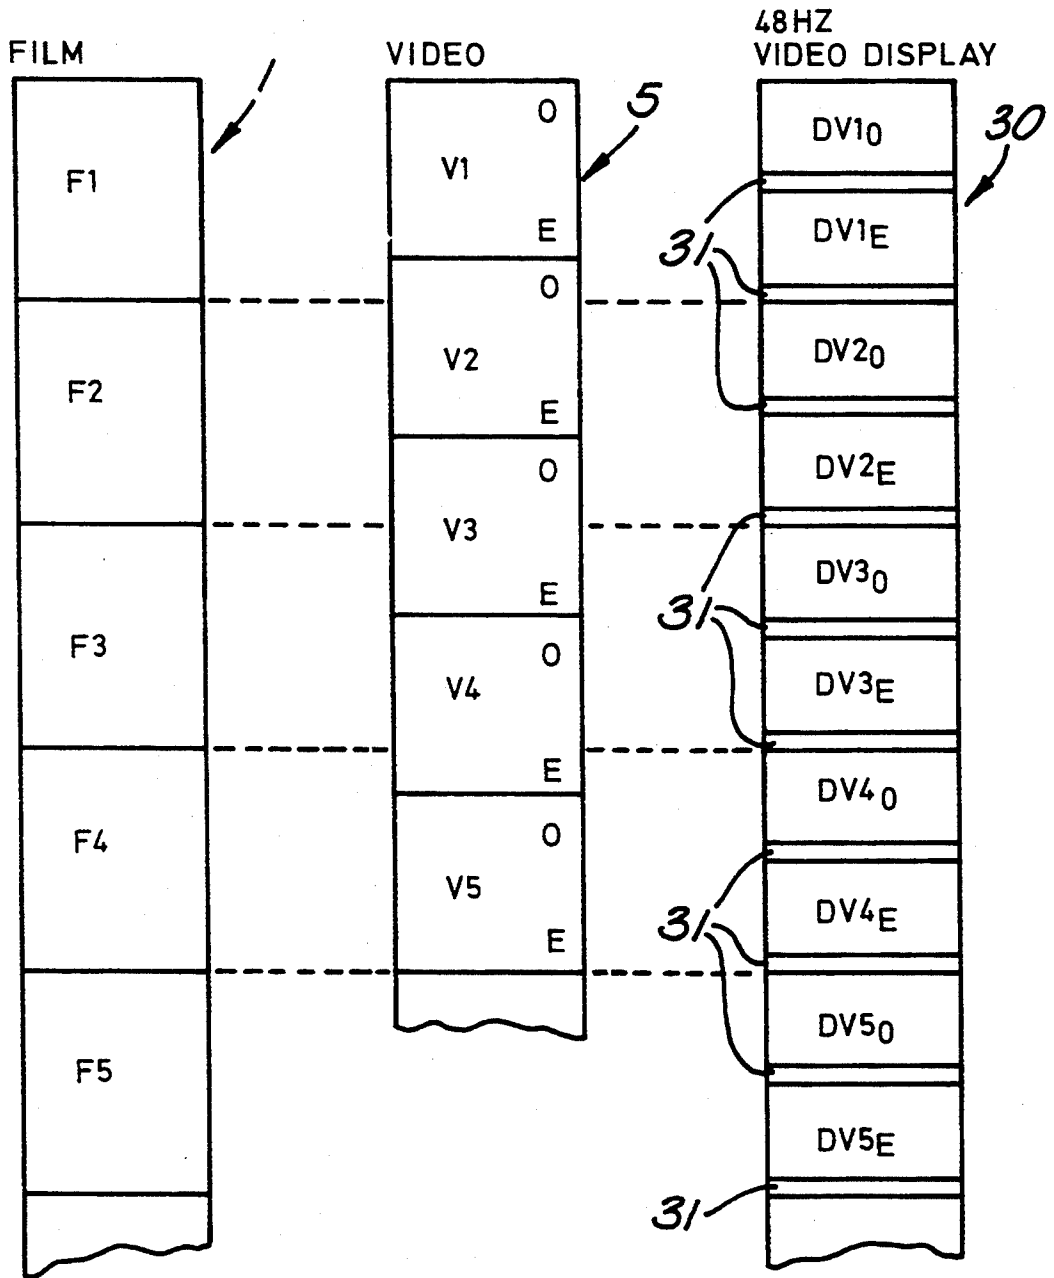 FILM
F1
F2
F3
F4
F5
VIDEO
5
O
V1
E
O
V2
E
O
V3
E
O
V4
E
O
V5
E
48HZ
VIDEO DISPLAY
30
DV1O
31
DV1E
DV2O
DV2E
31
DV3O
DV3E
DV4O
31
DV4E
DV5O
DV5E
31